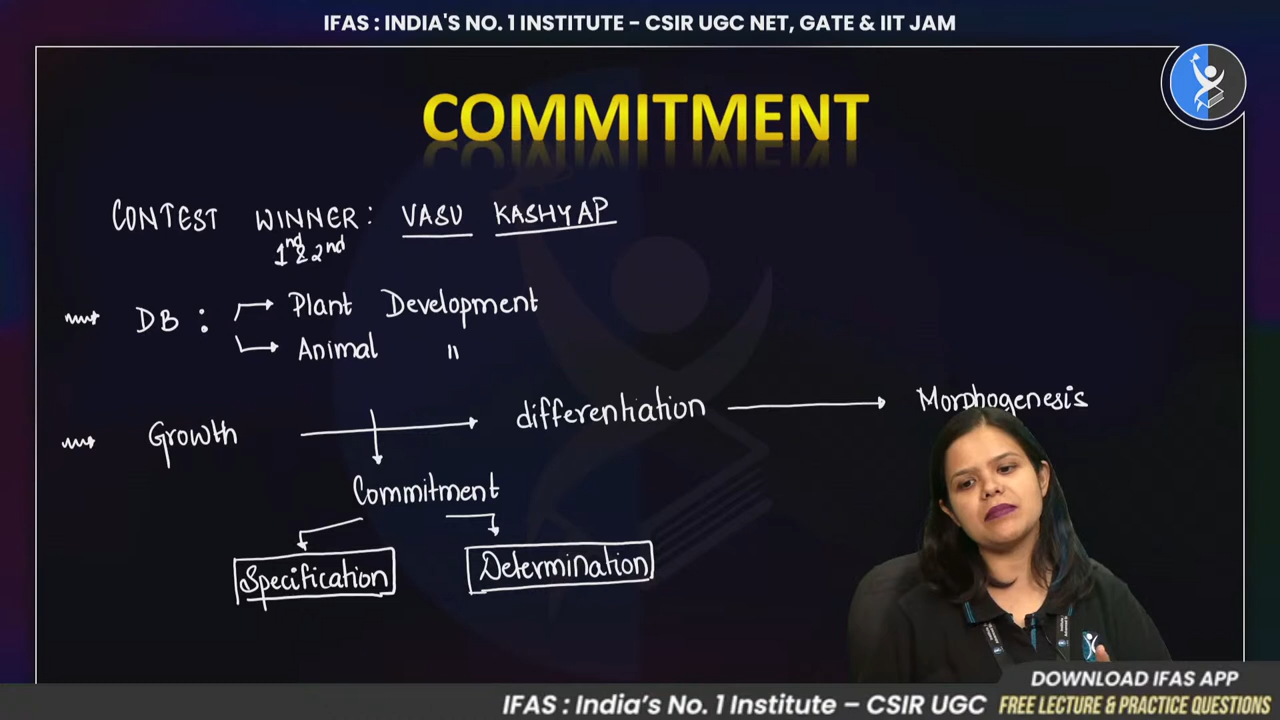 IFAS : INDIA'S NO. 1 INSTITUTE - CSIR UGC NET, GATE & IIT JAM
COMMITMENT
CONTEST WINNER: VASU KASHYAP
1nd & 2nd
DB : Plant Development
Animal "
Growth differentiation Morphogenesis
Commitment
Specification Determination
DOWNLOAD IFAS APP
IFAS : India's No. 1 Institute – CSIR UGC FREE LECTURE & PRACTICE QUESTIONS